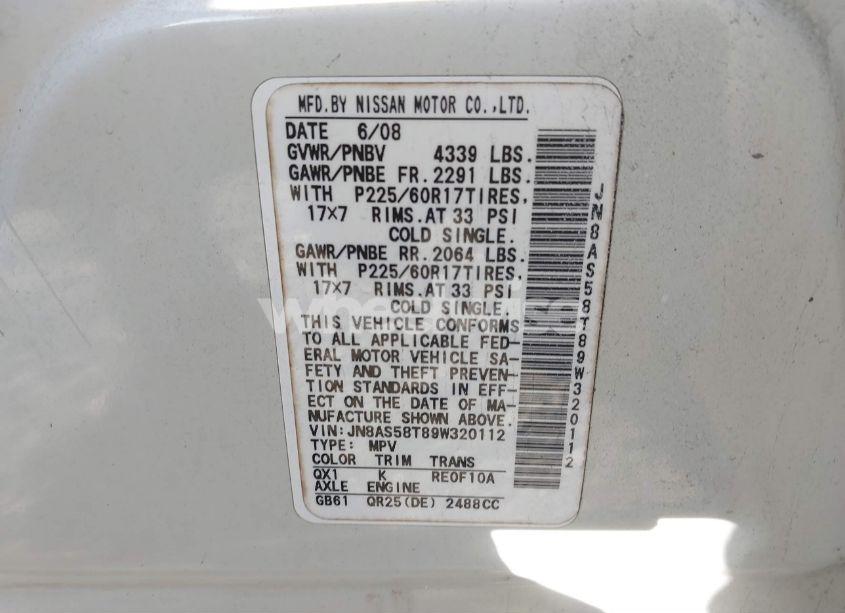 MFD.BY NISSAN MOTOR CO.,LTD.
DATE 6/08
GVWR/PNBV 4339 LBS.
GAWR/PNBE FR.2291 LBS.
WITH P225/60R17TIRES,
17×7 RIMS.AT 33 PSI
COLD SINGLE.
GAWR/PNBE RR.2064 LBS.
WITH P225/60R17TIRES,
17×7 RIMS.AT 33 PSI
COLD SINGLE.
THIS VEHICLE CONFORMS
TO ALL APPLICABLE FED-
ERAL MOTOR VEHICLE SA-
FETY AND THEFT PREVEN-
TION STANDARDS IN EFF-
ECT ON THE DATE OF MA-
NUFACTURE SHOWN ABOVE.
VIN:JN8AS58T89W320112
TYPE: MPV
COLOR TRIM TRANS
QX1 K RE0F10A
AXLE ENGINE
GB61 QR25(DE) 2488CC
JN8AS58T89W320112